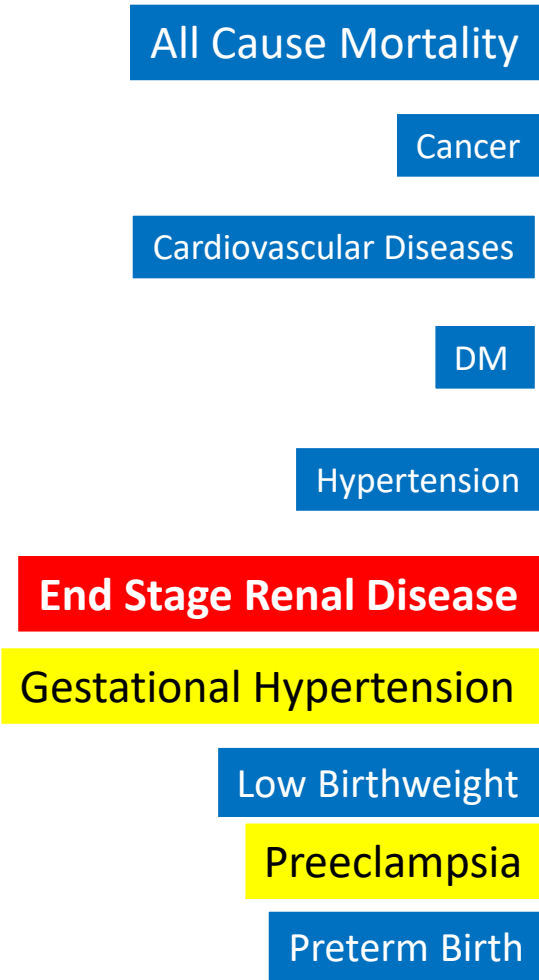 All Cause Mortality
Cancer
Cardiovascular Diseases
DM
Hypertension
End Stage Renal Disease
Gestational Hypertension
Low Birthweight
Preeclampsia
Preterm Birth